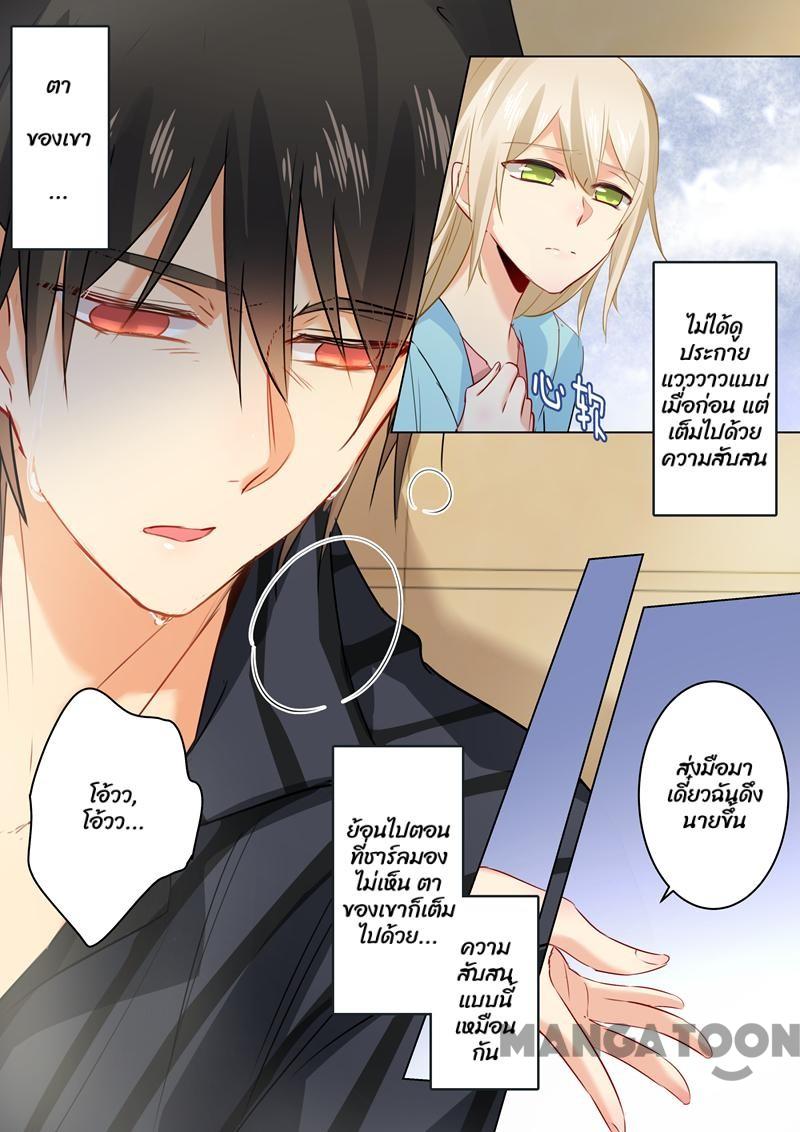 ตา
ของเขา
...
ไม่ได้ดู
ประกาย
แวววาวแบบ
เมื่อก่อน แต่
เต็มไปด้วย
ความสับสน
心软
ส่งมือมา
เดี๋ยวฉันดึง
นายขึ้น
โอ้วว,
โอ้วว...
ย้อนไปตอน
ที่ชาร์ลมอง
ไม่เห็น ตา
ของเขาก็เต็ม
ไปด้วย...
ความ
สับสน
แบบนี้
เหมือน
กัน
MANGATOON